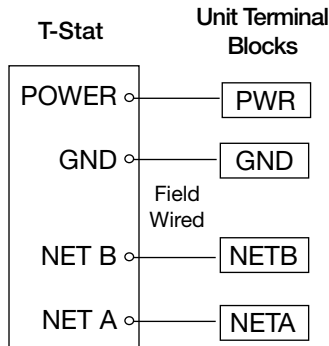 T-Stat
Unit Terminal
Blocks
POWER
PWR
GND
GND
Field
Wired
NET B
NETB
NET A
NETA